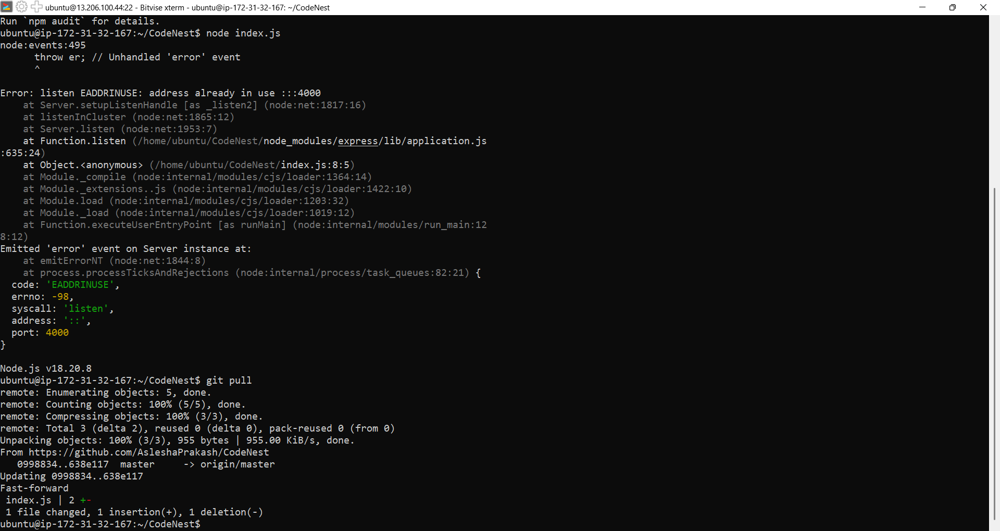 ubuntu@13.206.100.44:22 - Bitvise xterm - ubuntu@ip-172-31-32-167: ~/CodeNest
Run `npm audit` for details.
ubuntu@ip-172-31-32-167:~/CodeNest$ node index.js
node:events:495
      throw er; // Unhandled 'error' event
      ^

Error: listen EADDRINUSE: address already in use :::4000
    at Server.setupListenHandle [as _listen2] (node:net:1817:16)
    at listenInCluster (node:net:1865:12)
    at Server.listen (node:net:1953:7)
    at Function.listen (/home/ubuntu/CodeNest/node_modules/express/lib/application.js
:635:24)
    at Object.<anonymous> (/home/ubuntu/CodeNest/index.js:8:5)
    at Module._compile (node:internal/modules/cjs/loader:1364:14)
    at Module._extensions..js (node:internal/modules/cjs/loader:1422:10)
    at Module.load (node:internal/modules/cjs/loader:1203:32)
    at Module._load (node:internal/modules/cjs/loader:1019:12)
    at Function.executeUserEntryPoint [as runMain] (node:internal/modules/run_main:12
8:12)
Emitted 'error' event on Server instance at:
    at emitErrorNT (node:net:1844:8)
    at process.processTicksAndRejections (node:internal/process/task_queues:82:21) {
  code: 'EADDRINUSE',
  errno: -98,
  syscall: 'listen',
  address: '::',
  port: 4000
}

Node.js v18.20.8
ubuntu@ip-172-31-32-167:~/CodeNest$ git pull
remote: Enumerating objects: 5, done.
remote: Counting objects: 100% (5/5), done.
remote: Compressing objects: 100% (3/3), done.
remote: Total 3 (delta 2), reused 0 (delta 0), pack-reused 0 (from 0)
Unpacking objects: 100% (3/3), 955 bytes | 955.00 KiB/s, done.
From https://github.com/AsleshaPrakash/CodeNest
   0998834..638e117  master     -> origin/master
Updating 0998834..638e117
Fast-forward
 index.js | 2 +-
 1 file changed, 1 insertion(+), 1 deletion(-)
ubuntu@ip-172-31-32-167:~/CodeNest$